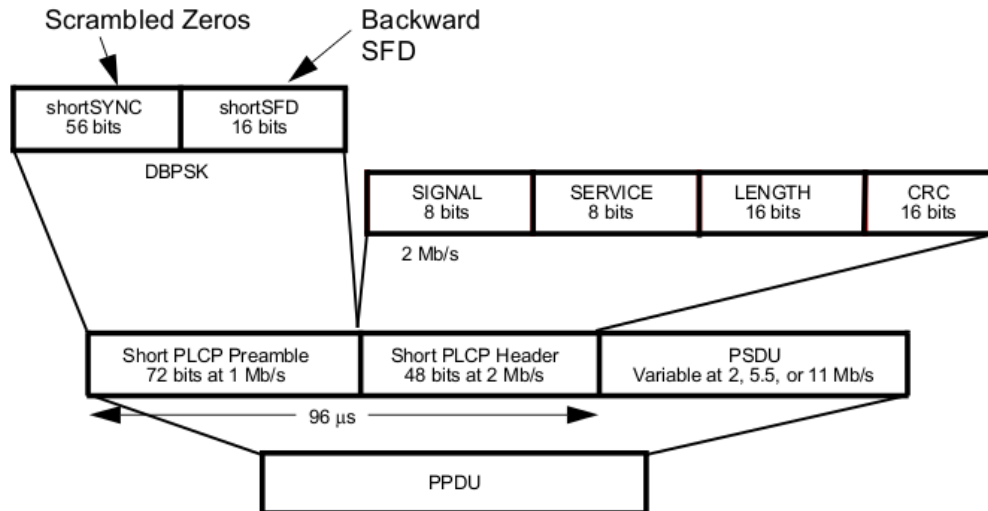 Scrambled Zeros
Backward
SFD
shortSYNC
56 bits
shortSFD
16 bits
DBPSK
SIGNAL
8 bits
SERVICE
8 bits
LENGTH
16 bits
CRC
16 bits
2 Mb/s
Short PLCP Preamble
72 bits at 1 Mb/s
Short PLCP Header
48 bits at 2 Mb/s
PSDU
Variable at 2, 5.5, or 11 Mb/s
96 μs
PPDU